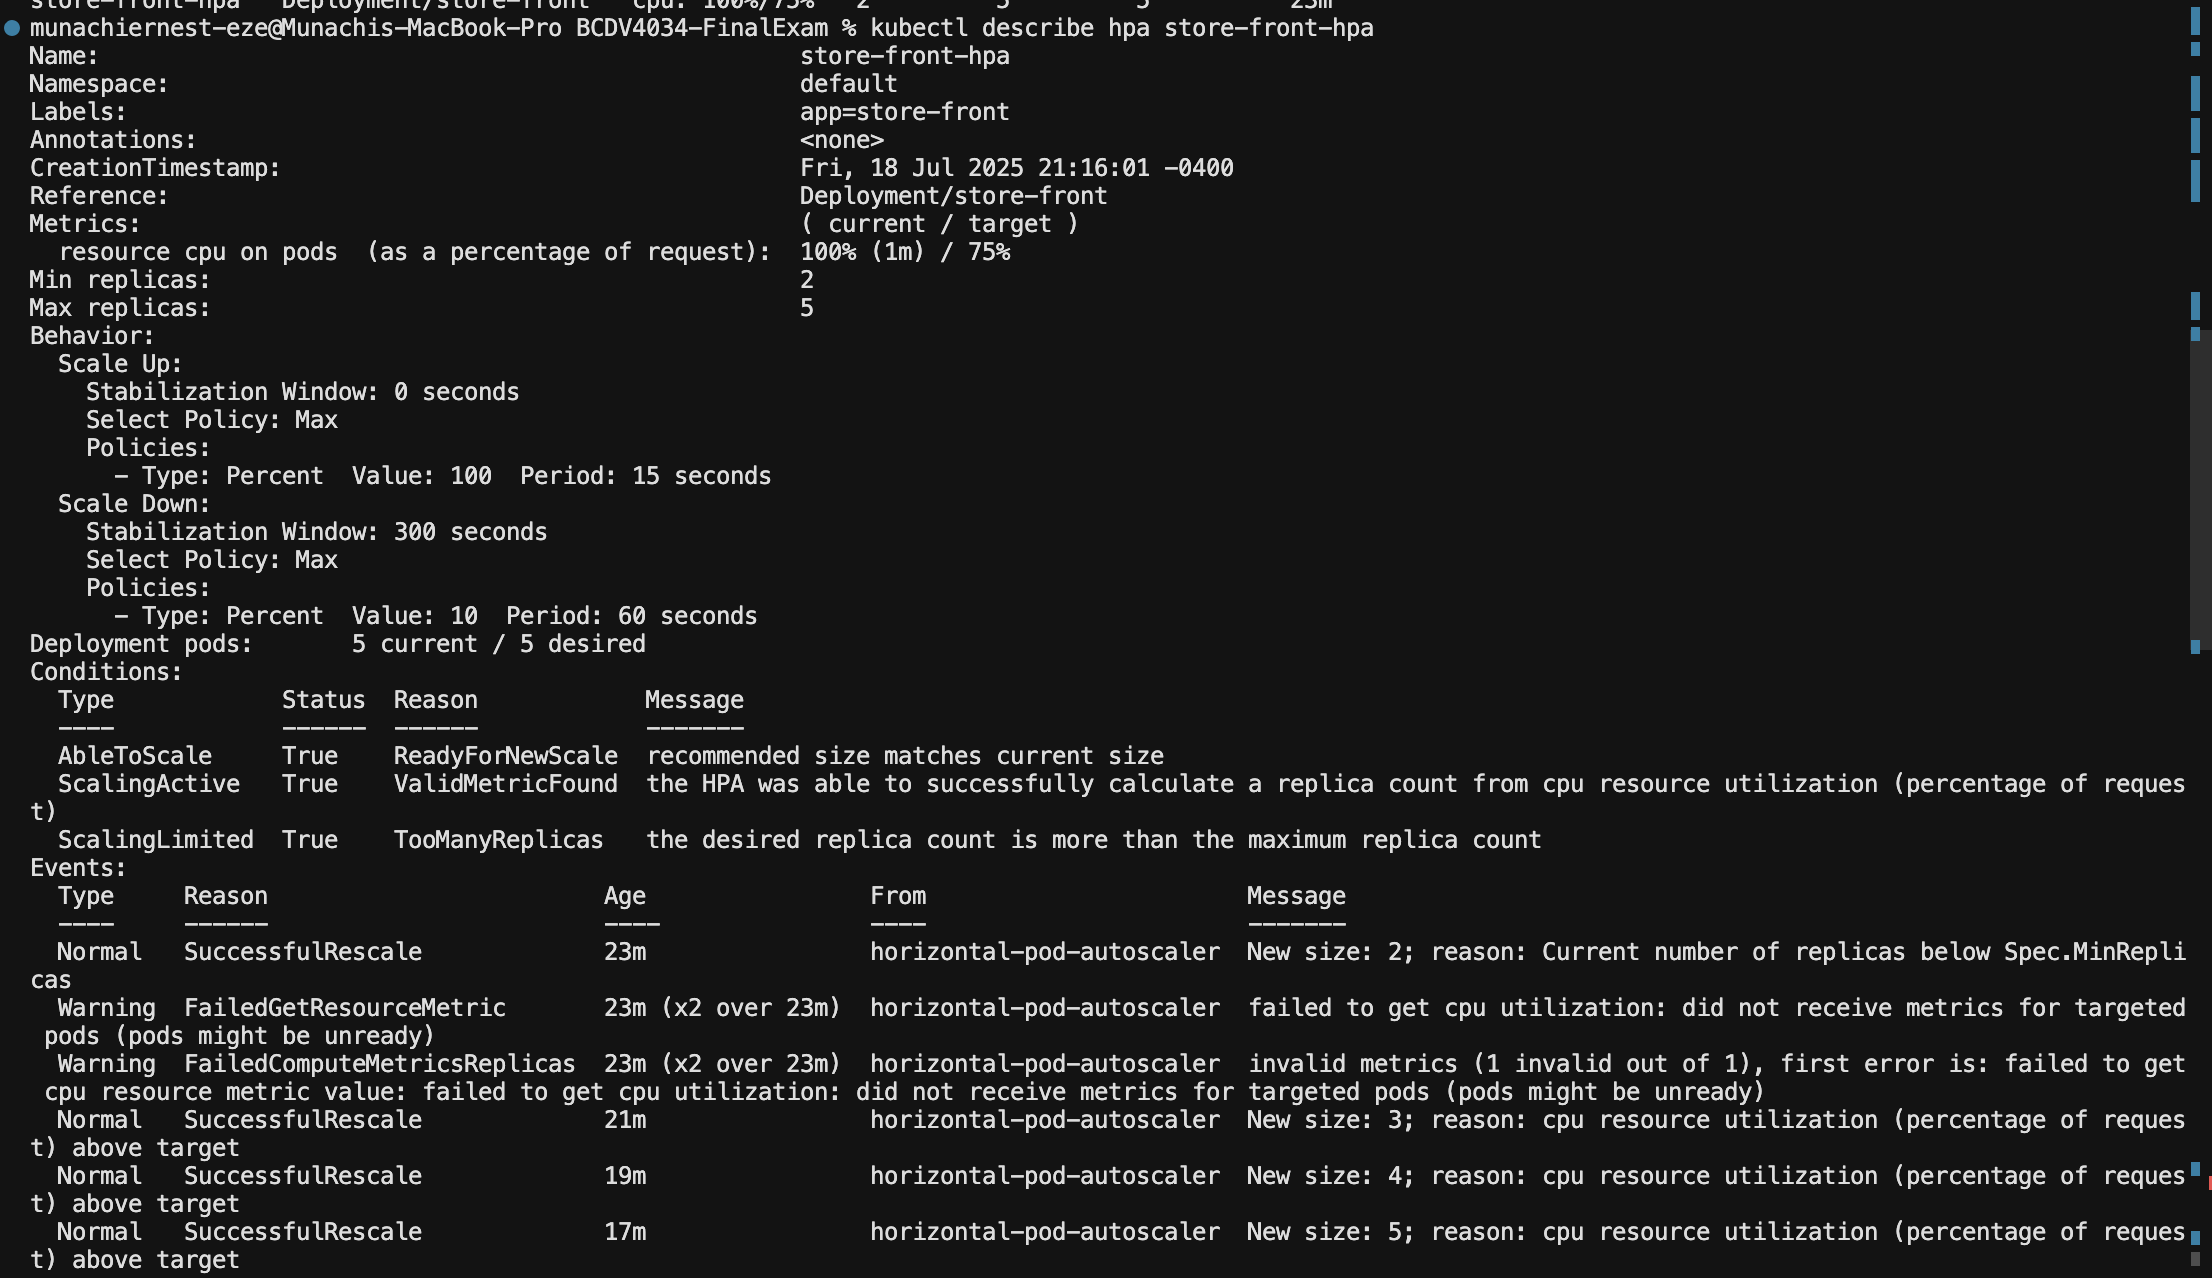 store-front-hpa   Deployment/store-front   cpu: 100%/75%   2         5         5          23m
munachiernest-eze@Munachis-MacBook-Pro BCDV4034-FinalExam % kubectl describe hpa store-front-hpa
Name:                                                  store-front-hpa
Namespace:                                             default
Labels:                                                app=store-front
Annotations:                                           <none>
CreationTimestamp:                                     Fri, 18 Jul 2025 21:16:01 -0400
Reference:                                             Deployment/store-front
Metrics:                                               ( current / target )
  resource cpu on pods  (as a percentage of request):  100% (1m) / 75%
Min replicas:                                          2
Max replicas:                                          5
Behavior:
  Scale Up:
    Stabilization Window: 0 seconds
    Select Policy: Max
    Policies:
      - Type: Percent  Value: 100  Period: 15 seconds
  Scale Down:
    Stabilization Window: 300 seconds
    Select Policy: Max
    Policies:
      - Type: Percent  Value: 10  Period: 60 seconds
Deployment pods:       5 current / 5 desired
Conditions:
  Type            Status  Reason            Message
  ----            ------  ------            -------
  AbleToScale     True    ReadyForNewScale  recommended size matches current size
  ScalingActive   True    ValidMetricFound  the HPA was able to successfully calculate a replica count from cpu resource utilization (percentage of reques
t)
  ScalingLimited  True    TooManyReplicas   the desired replica count is more than the maximum replica count
Events:
  Type     Reason                        Age                From                       Message
  ----     ------                        ----               ----                       -------
  Normal   SuccessfulRescale             23m                horizontal-pod-autoscaler  New size: 2; reason: Current number of replicas below Spec.MinRepli
cas
  Warning  FailedGetResourceMetric       23m (x2 over 23m)  horizontal-pod-autoscaler  failed to get cpu utilization: did not receive metrics for targeted
 pods (pods might be unready)
  Warning  FailedComputeMetricsReplicas  23m (x2 over 23m)  horizontal-pod-autoscaler  invalid metrics (1 invalid out of 1), first error is: failed to get
 cpu resource metric value: failed to get cpu utilization: did not receive metrics for targeted pods (pods might be unready)
  Normal   SuccessfulRescale             21m                horizontal-pod-autoscaler  New size: 3; reason: cpu resource utilization (percentage of reques
t) above target
  Normal   SuccessfulRescale             19m                horizontal-pod-autoscaler  New size: 4; reason: cpu resource utilization (percentage of reques
t) above target
  Normal   SuccessfulRescale             17m                horizontal-pod-autoscaler  New size: 5; reason: cpu resource utilization (percentage of reques
t) above target